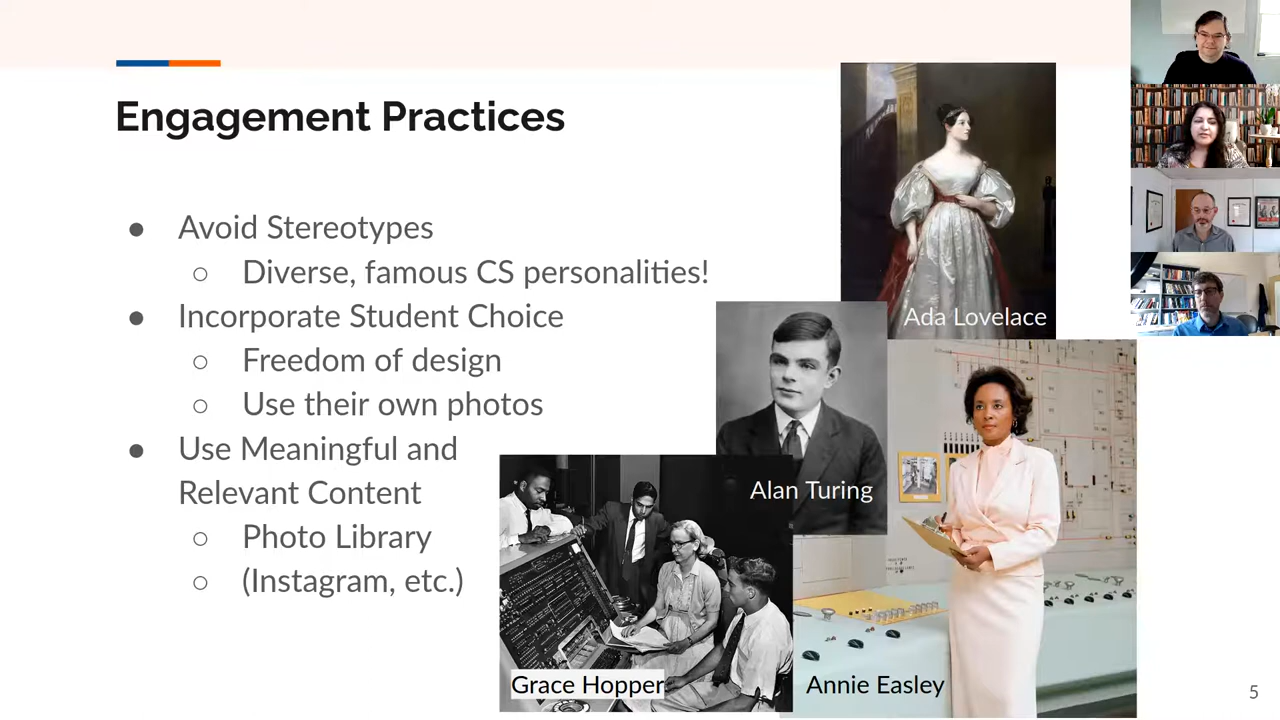 Engagement Practices
● Avoid Stereotypes
○ Diverse, famous CS personalities!
● Incorporate Student Choice
○ Freedom of design
○ Use their own photos
● Use Meaningful and
Relevant Content
○ Photo Library
○ (Instagram, etc.)
Ada Lovelace
Alan Turing
Grace Hopper
Annie Easley
5